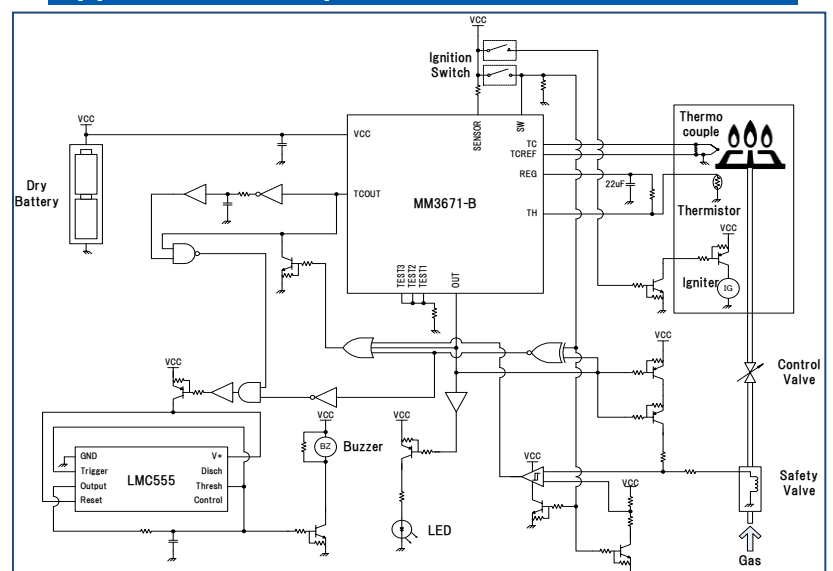 VCC
Ignition
Switch
VCC
Dry
Battery
VCC
SENSOR
SW
TC
TCREF
REG
TH
TCOUT
MM3671-B
TEST3
TEST2
TEST1
OUT
22uF
Thermo
couple
Thermistor
VCC
Igniter
IG
VCC
Control
Valve
VCC
VCC
Buzzer
BZ
GND
Trigger
Output
Reset
LMC555
V+
Disch
Thresh
Control
LED
VCC
VCC
Safety
Valve
Gas